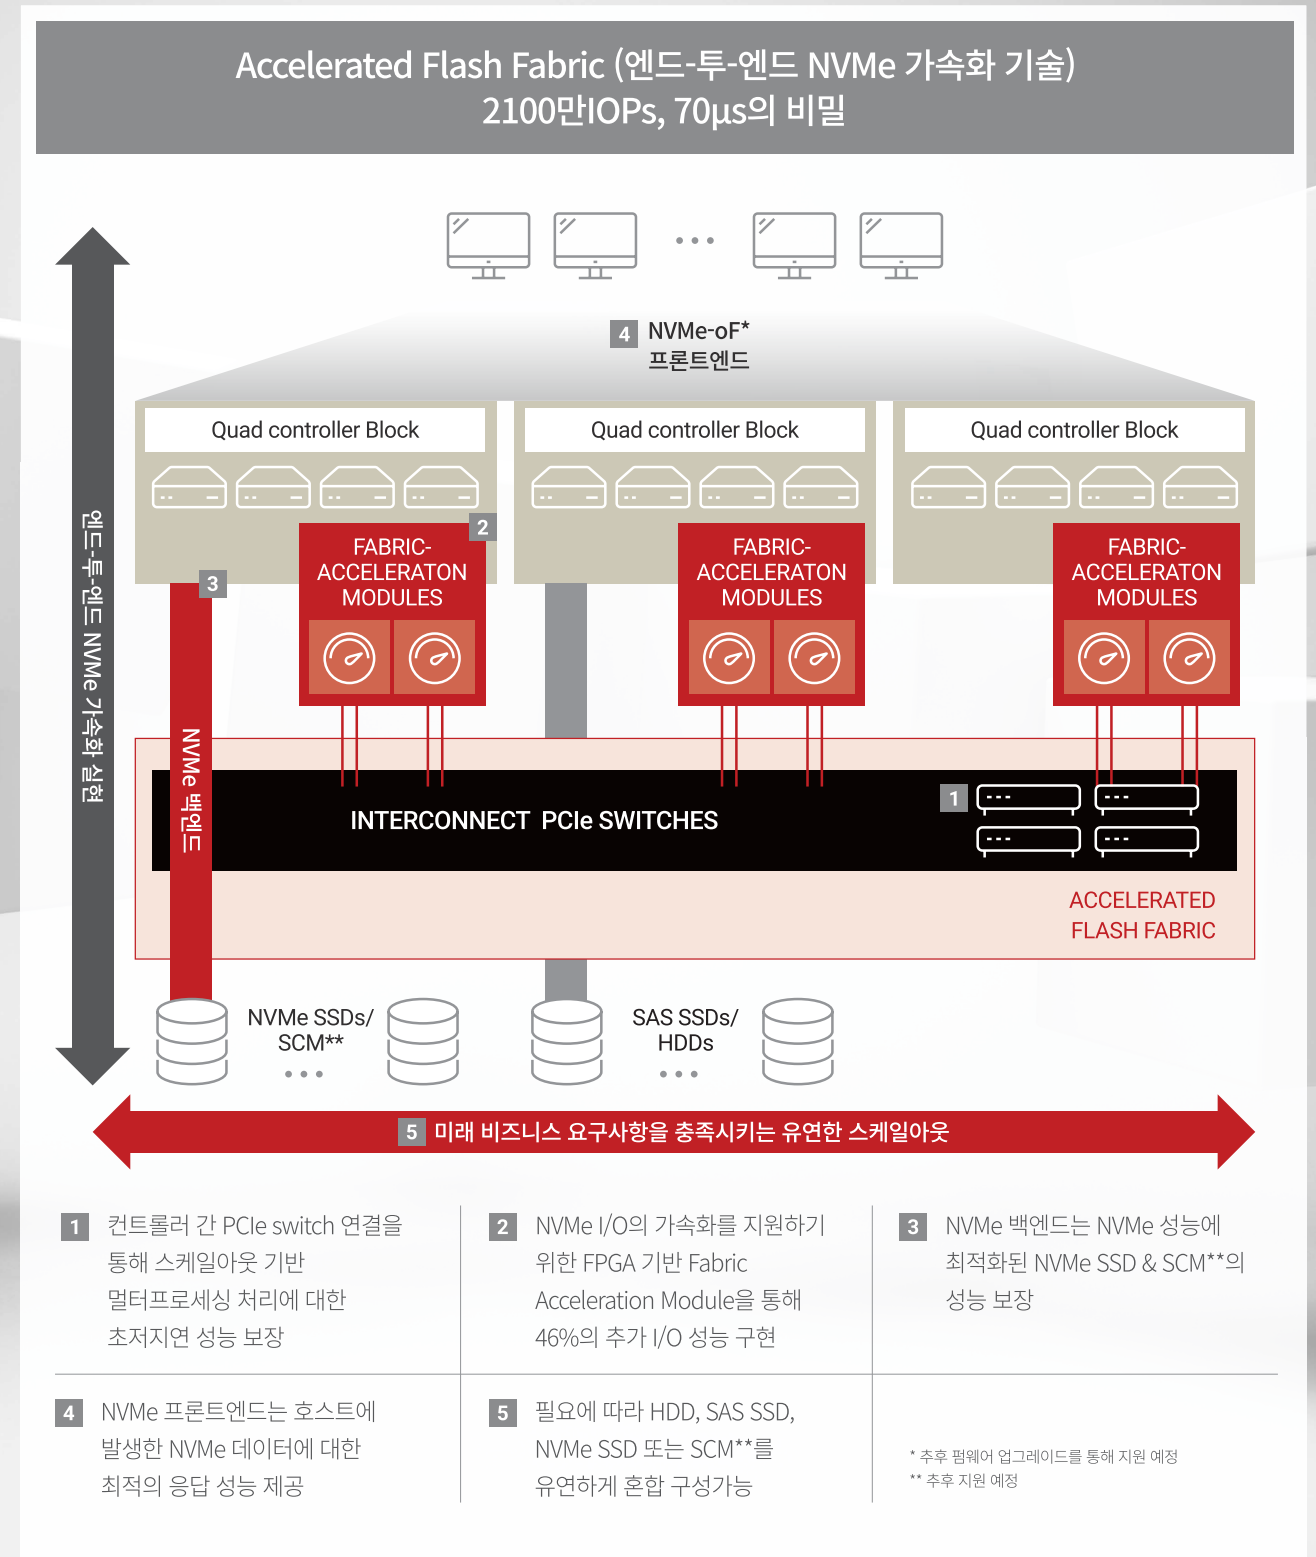 Accelerated Flash Fabric (엔드-투-엔드 NVMe 가속화 기술)
2100만IOPs, 70µs의 비밀
4 NVMe-oF*
프론트엔드
Quad controller Block
Quad controller Block
Quad controller Block
2
FABRIC-
ACCELERATON
MODULES
FABRIC-
ACCELERATON
MODULES
FABRIC-
ACCELERATON
MODULES
3
엔드-투-엔드 NVMe 가속화 실현
NVMe 백엔드
INTERCONNECT PCIe SWITCHES
1
ACCELERATED
FLASH FABRIC
NVMe SSDs/
SCM**
SAS SSDs/
HDDs
5 미래 비즈니스 요구사항을 충족시키는 유연한 스케일아웃
1 컨트롤러 간 PCIe switch 연결을
통해 스케일아웃 기반
멀터프로세싱 처리에 대한
초저지연 성능 보장
2 NVMe I/O의 가속화를 지원하기
위한 FPGA 기반 Fabric
Acceleration Module을 통해
46%의 추가 I/O 성능 구현
3 NVMe 백엔드는 NVMe 성능에
최적화된 NVMe SSD & SCM**의
성능 보장
4 NVMe 프론트엔드는 호스트에
발생한 NVMe 데이터에 대한
최적의 응답 성능 제공
5 필요에 따라 HDD, SAS SSD,
NVMe SSD 또는 SCM**를
유연하게 혼합 구성가능
* 추후 펌웨어 업그레이드를 통해 지원 예정
** 추후 지원 예정